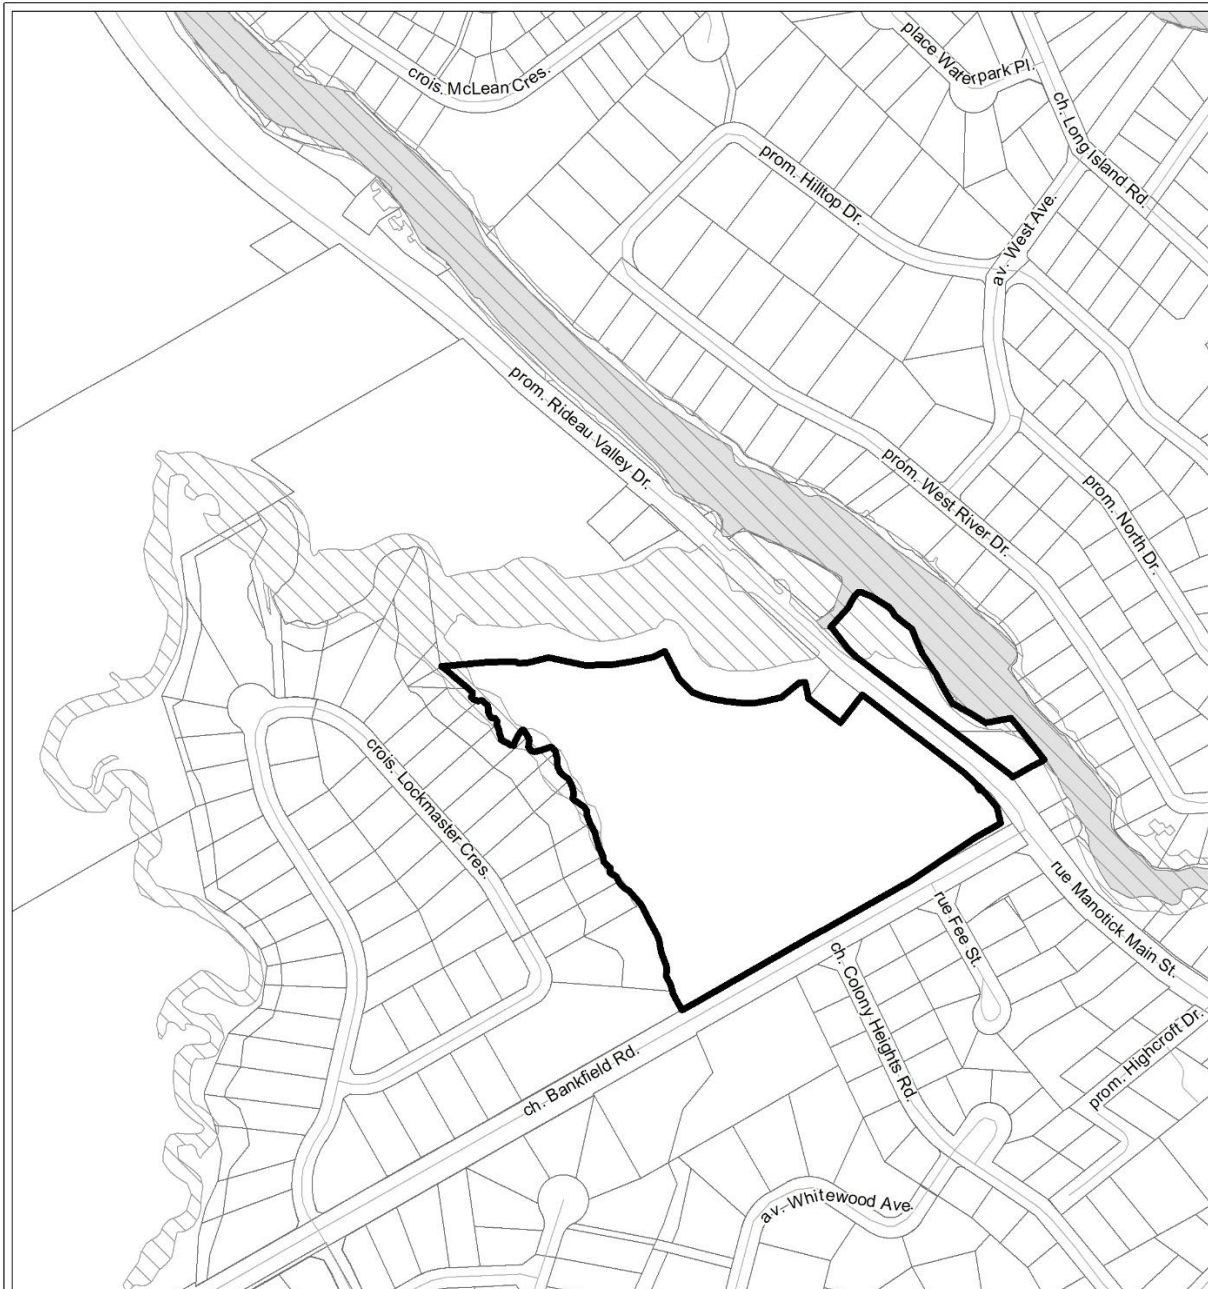 place Waterpark Pl.
crois. McLean Cres.
ch. Long Island Rd.
prom. Hilltop Dr.
av. West Ave.
prom. Rideau Valley Dr.
prom. West River Dr.
prom. North Dr.
crois. Lockmaster Cres.
rue Manotick Main St.
rue Fee St.
ch. Colony Heights Rd.
prom. Highcroft Dr.
ch. Bankfield Rd.
av. Whitewood Ave.